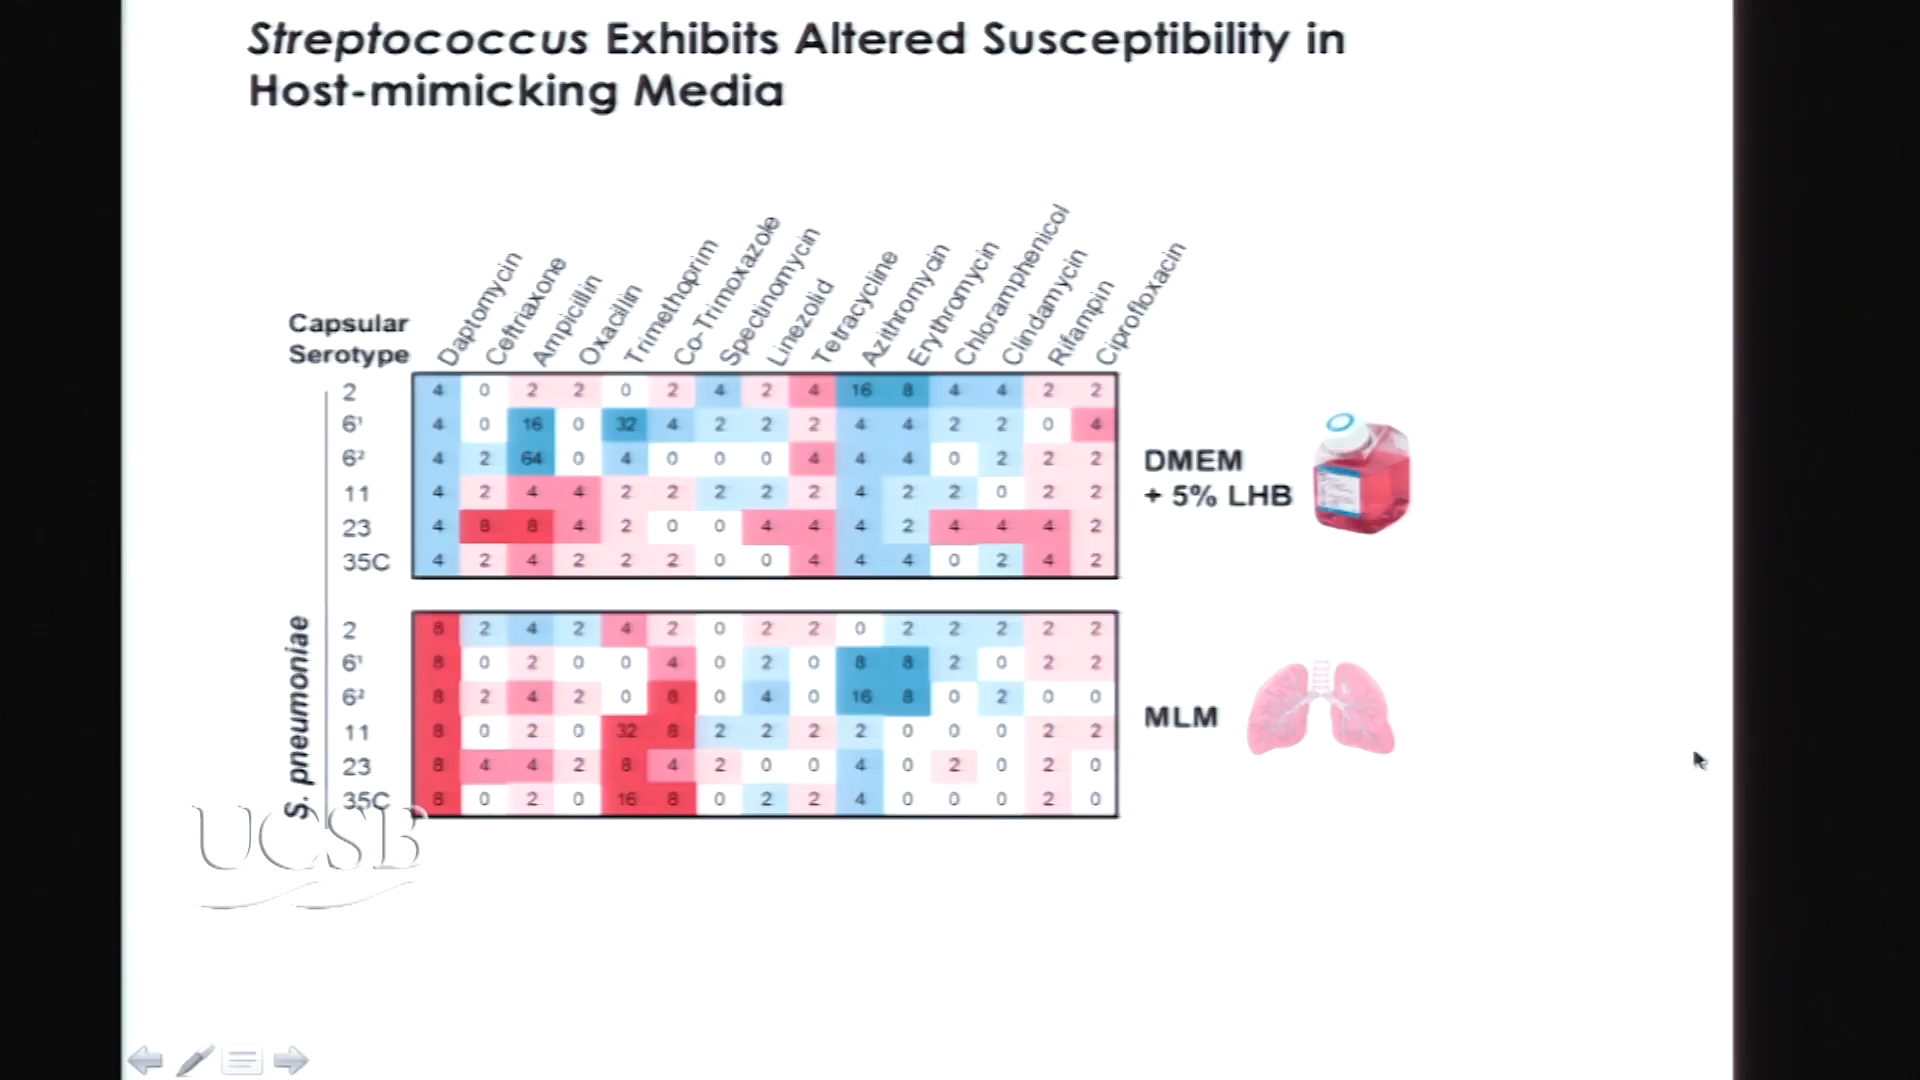 Streptococcus Exhibits Altered Susceptibility in
Host-mimicking Media
Capsular
Serotype
Daptomycin
Ceftriaxone
Ampicillin
Oxacillin
Trimethoprim
Co-Trimoxazole
Spectinomycin
Linezolid
Tetracycline
Azithromycin
Erythromycin
Chloramphenicol
Clindamycin
Rifampin
Ciprofloxacin
2 4 0 2 2 0 2 4 2 4 16 8 4 4 2 2
6¹ 4 0 16 0 32 4 2 2 2 4 4 2 2 0 4
6² 4 2 64 0 4 0 0 0 4 4 4 0 2 2 2
11 4 2 4 4 2 2 2 2 2 4 2 2 0 2 2
23 4 8 8 4 2 0 0 4 4 4 2 4 4 4 2
35C 4 2 4 2 2 2 0 0 4 4 4 0 2 4 2
DMEM
+ 5% LHB
S. pneumoniae
2 8 2 4 2 4 2 0 2 2 0 2 2 2 2 2
6¹ 8 0 2 0 0 4 0 2 0 8 8 2 0 2 2
6² 8 2 4 2 0 8 0 4 0 16 8 0 2 0 0
11 8 0 2 0 32 8 2 2 2 2 0 0 0 2 2
23 8 4 4 2 8 4 2 0 0 4 0 2 0 2 0
35C 8 0 2 0 16 8 0 2 2 4 0 0 0 2 0
MLM
UCSB